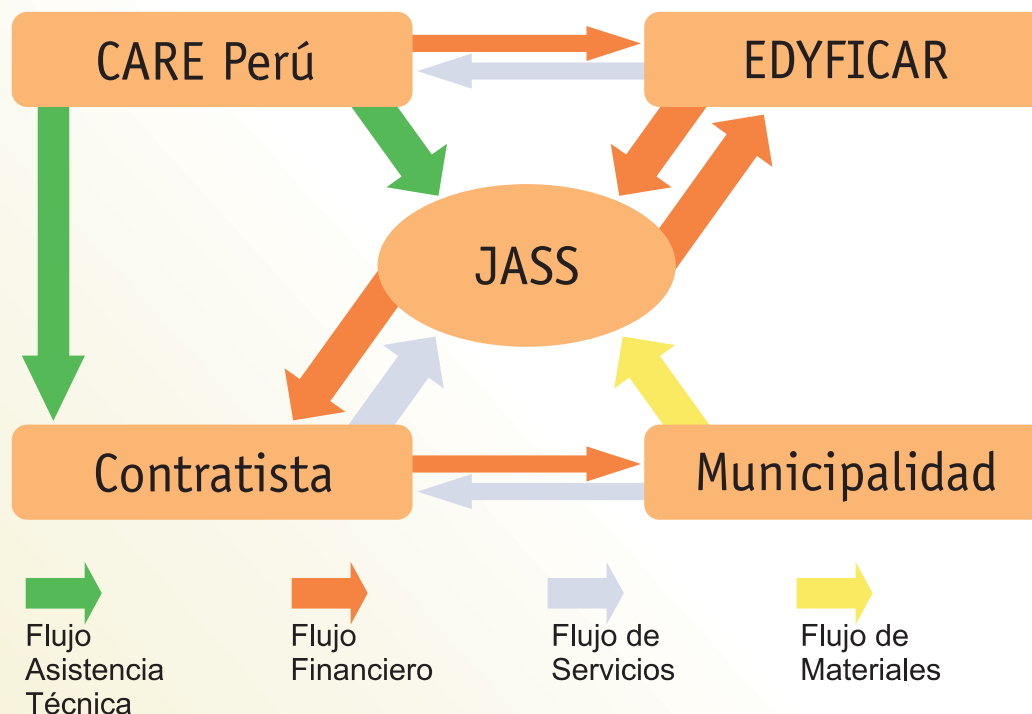 CARE Perú
EDYFICAR
JASS
Contratista
Municipalidad
Flujo
Asistencia
Técnica
Flujo
Financiero
Flujo de
Servicios
Flujo de
Materiales